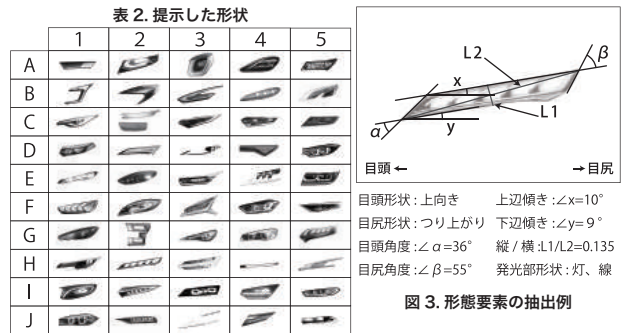 表 2. 提示した形状
1 2 3 4 5
A
B
C
D
E
F
G
H
I
J
L2
β
x
L1
α
y
目頭 ←
→ 目尻
目頭形状 : 上向き 上辺傾き :∠x=10°
目尻形状 : つり上がり 下辺傾き :∠y= 9°
目頭角度 :∠α=36° 縦 / 横 :L1/L2=0.135
目尻角度 :∠β=55° 発光部形状 : 灯、線
図 3. 形態要素の抽出例